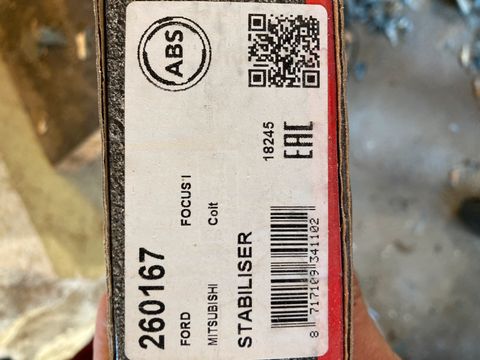 ABS
260167
FORD FOCUS I
MITSUBISHI Colt
STABILISER
18245
EAC
8 717109 341102